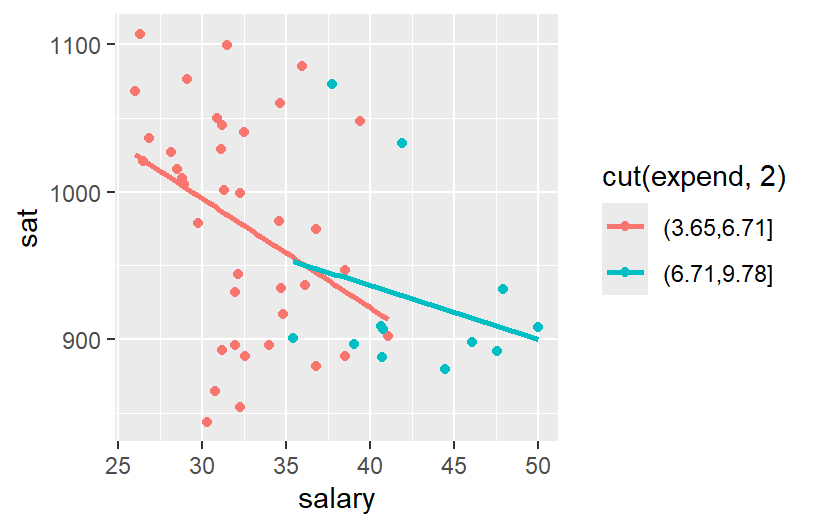 sat
1100
1000
900
25 30 35 40 45 50
salary
cut(expend, 2)
(3.65,6.71]
(6.71,9.78]